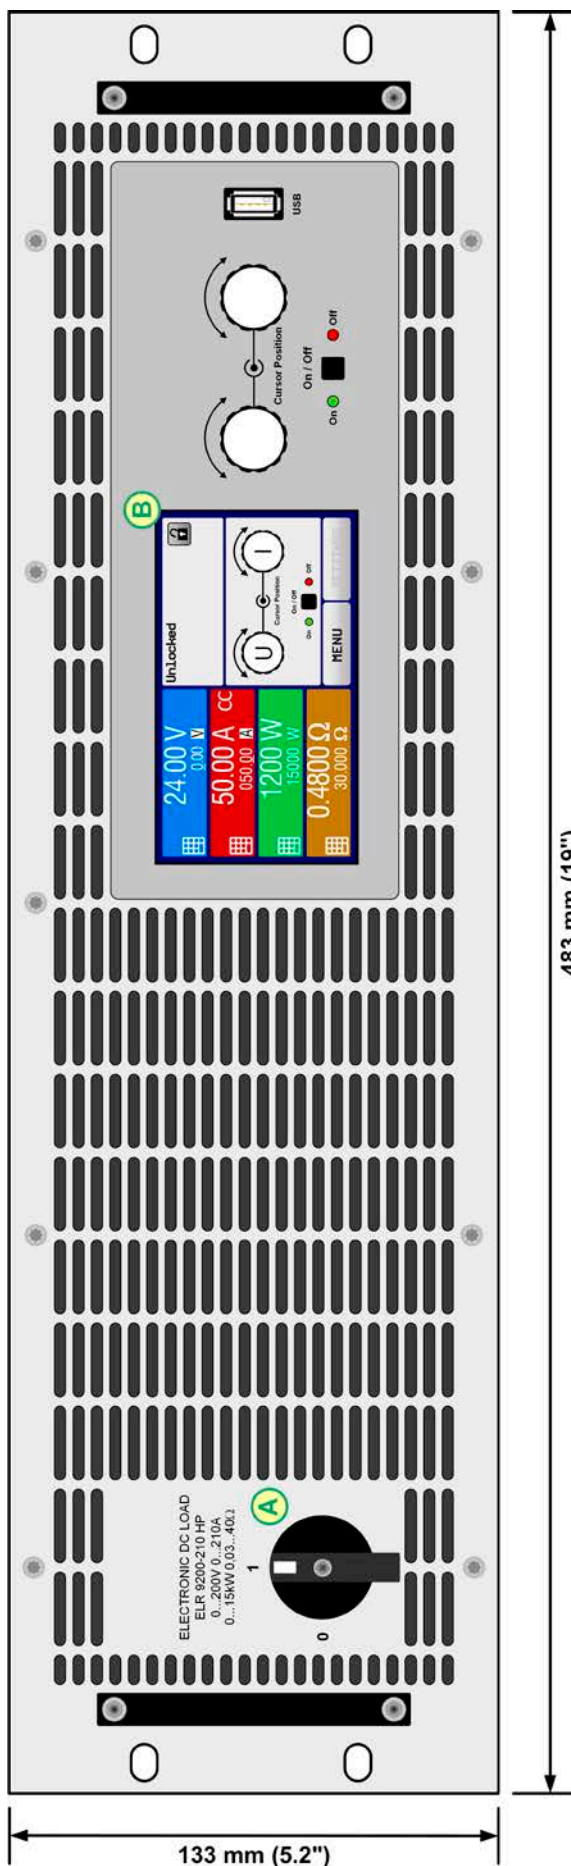 ELECTRONIC DC LOAD
ELR 9200-210 HP
0...200V 0...210A
0...15kW 0,03...40Ω
1
0
A
B
24.00 V
0.00 V
50.00 A CC
050.00 A
1200 W
15000 W
0.4800 Ω
30.000 Ω
Unlocked
U
I
Cursor Position
On / Off
On
Off
MENU
Cursor Position
On / Off
On
Off
USB
483 mm (19")
133 mm (5.2")